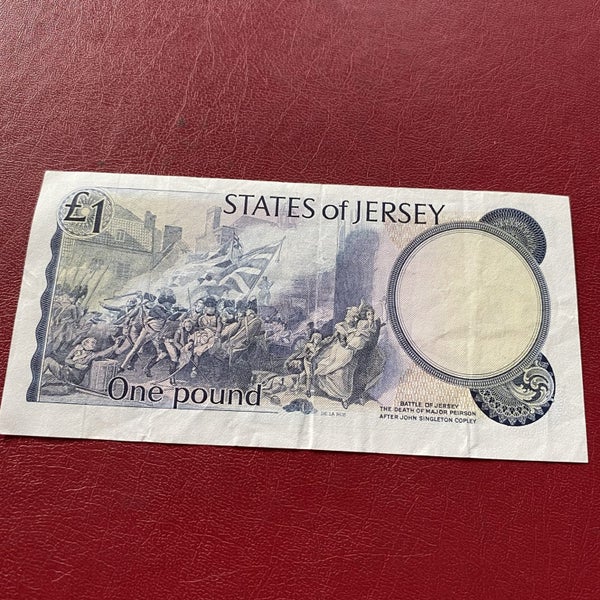 £1
STATES of JERSEY
One pound
DE LA RUE
BATTLE OF JERSEY
THE DEATH OF MAJOR PEIRSON
AFTER JOHN SINGLETON COPLEY